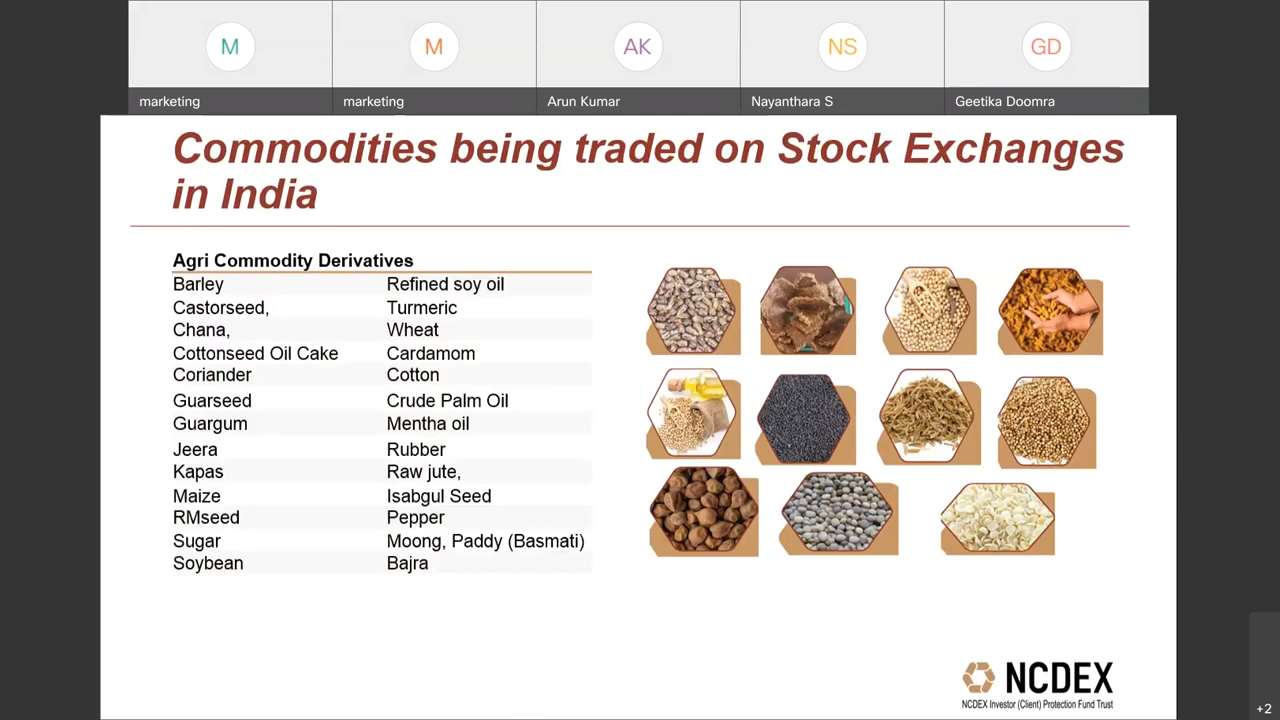 M M AK NS GD
marketing marketing Arun Kumar Nayanthara S Geetika Doomra
Commodities being traded on Stock Exchanges
in India
Agri Commodity Derivatives
Barley Refined soy oil
Castorseed, Turmeric
Chana, Wheat
Cottonseed Oil Cake Cardamom
Coriander Cotton
Guarseed Crude Palm Oil
Guargum Mentha oil
Jeera Rubber
Kapas Raw jute,
Maize Isabgul Seed
RMseed Pepper
Sugar Moong, Paddy (Basmati)
Soybean Bajra
NCDEX
NCDEX Investor (Client) Protection Fund Trust
+2